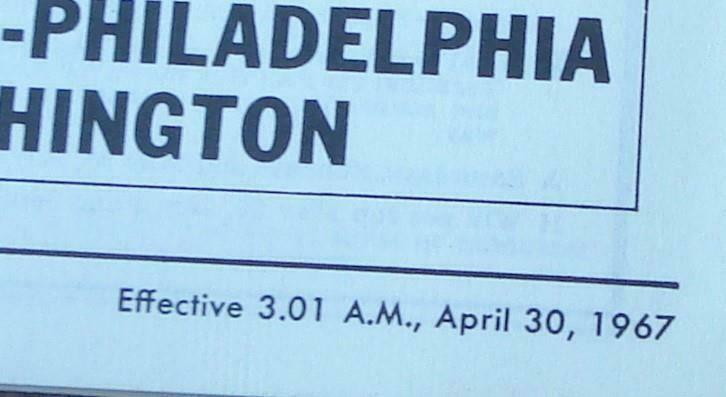 -PHILADELPHIA
HINGTON
Effective 3.01 A.M., April 30, 1967